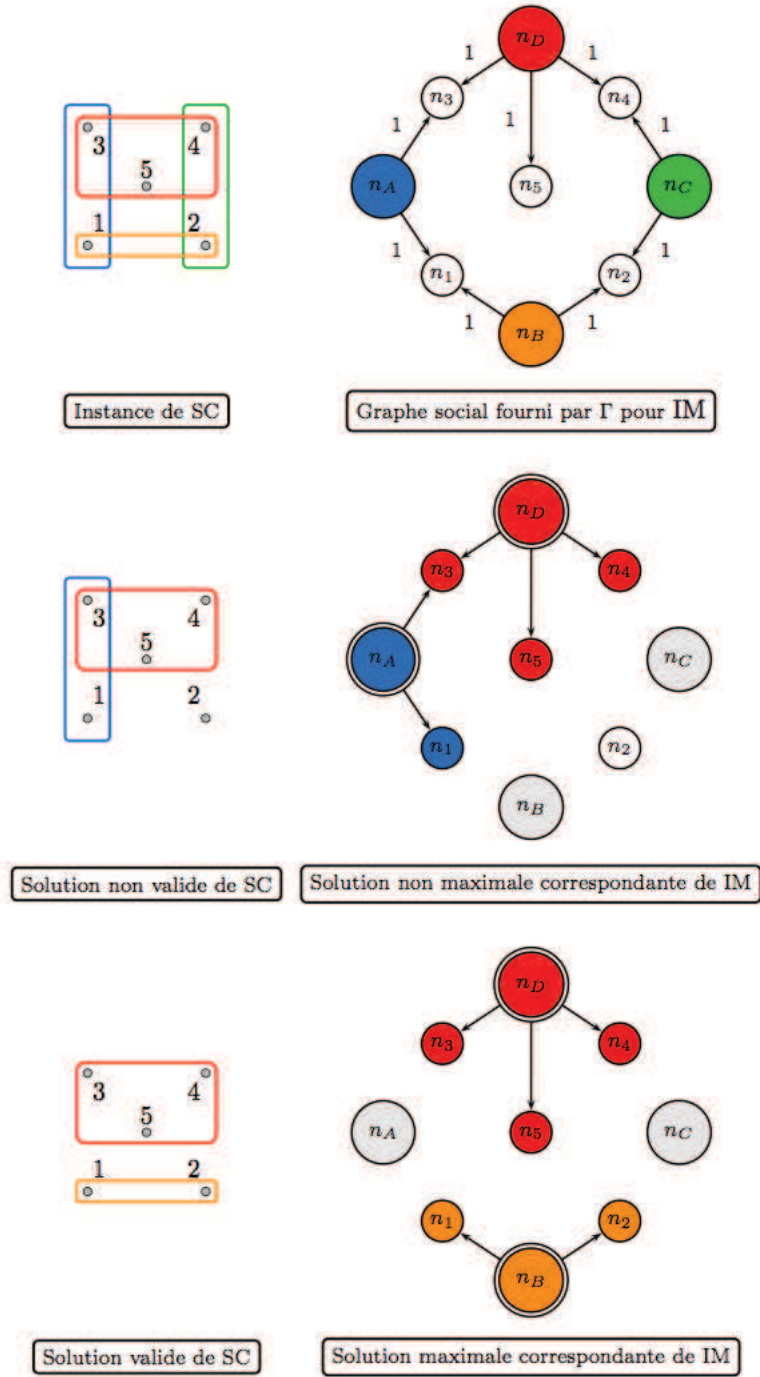 n_D
1 1
n_3 n_4
3 4 1 1 1
5
n_A n_5 n_C
1 2
1 n_1 n_2 1
1 n_B 1
Instance de SC Graphe social fourni par Γ pour IM
n_D
n_3 n_4
3 4
5
n_A n_5 n_C
1 2
n_1 n_2
n_B
Solution non valide de SC Solution non maximale correspondante de IM
n_D
n_3 n_4
3 4
5
n_A n_5 n_C
1 2
n_1 n_2
n_B
Solution valide de SC Solution maximale correspondante de IM